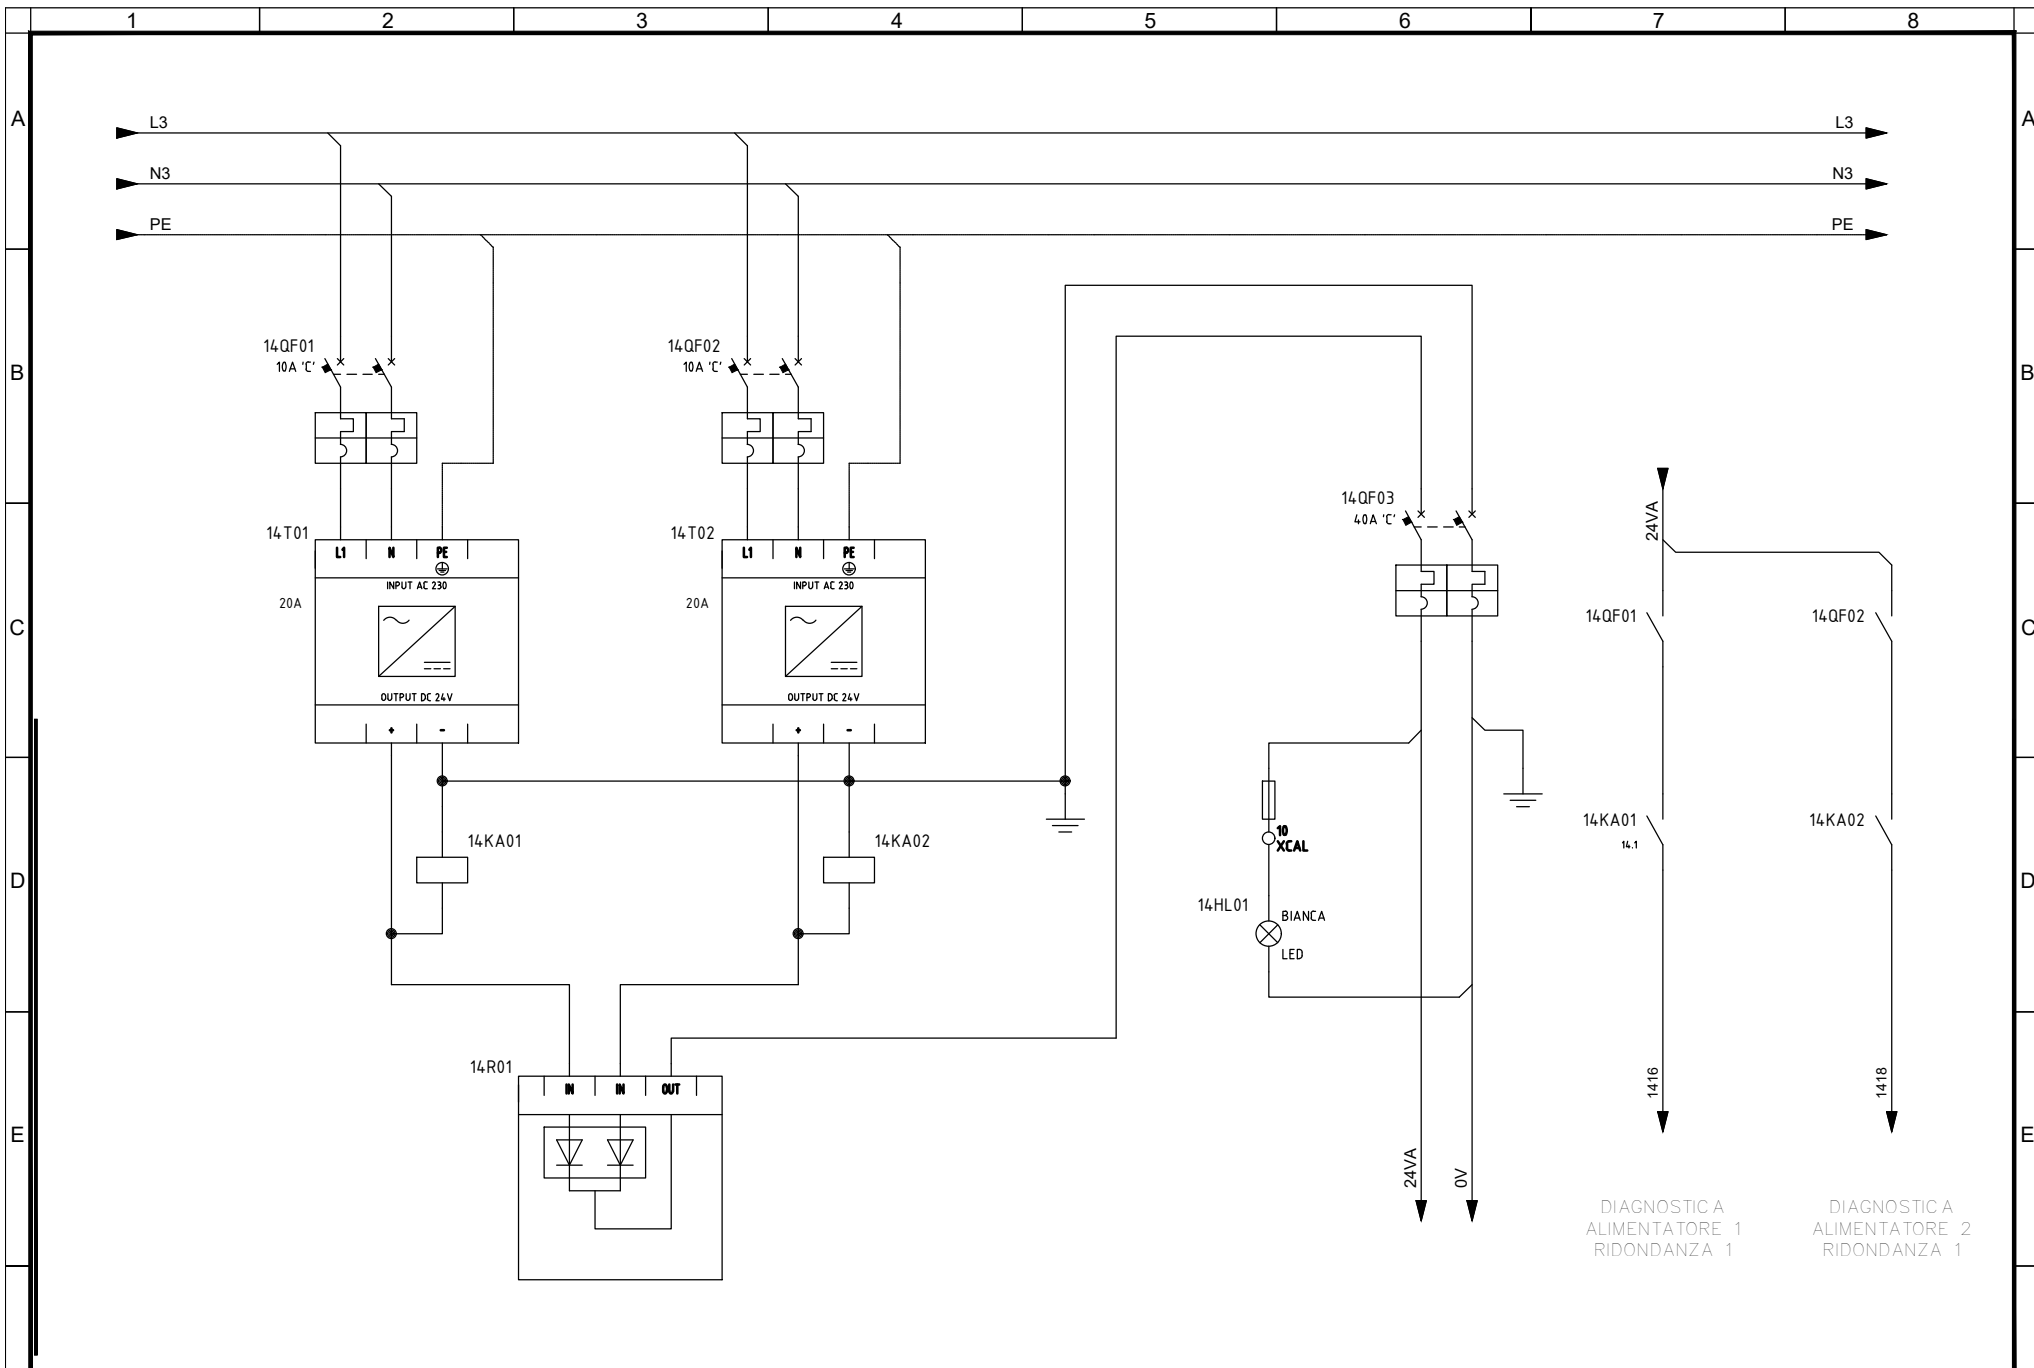 1 2 3 4 5 6 7 8
A A
L3 L3
N3 N3
PE PE
B B
14QF01 14QF02
10A 'C' 10A 'C'
14QF03
40A 'C'
24VA
14T01 14T02
L1 N PE L1 N PE
INPUT AC 230 INPUT AC 230
20A 20A
14QF01 14QF02
C C
OUTPUT DC 24V OUTPUT DC 24V
+ - + -
14KA01 14KA02
14.1
14KA01 14KA02
10
XCAL
D D
14HL01 BIANCA
LED
14R01
IN IN OUT
1416 1418
E E
24VA 0V
DIAGNOSTICA
ALIMENTATORE 1
RIDONDANZA 1
DIAGNOSTICA
ALIMENTATORE 2
RIDONDANZA 1